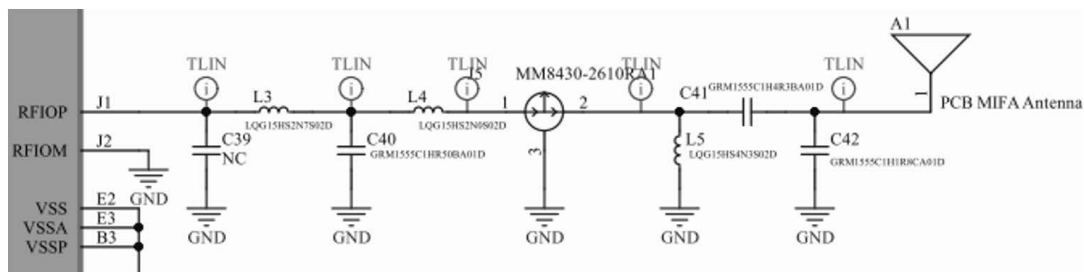 A1
TLIN
TLIN
TLIN
J5
MM8430-2610RA1
TLIN
TLIN
C41
GRM1555C1H4R3BA01D
RFIOP
J1
L3
L4
1
2
1
PCB MIFA Antenna
LQG15HS2N7S02D
LQG15HS2N0S02D
RFIOM
J2
C39
NC
C40
GRM1555C1HR50BA01D
3
L5
LQG15HS4N3S02D
C42
GRM1555C1H1R8CA01D
GND
VSS
E2
VSSA
E3
VSSP
B3
GND
GND
GND
GND
GND